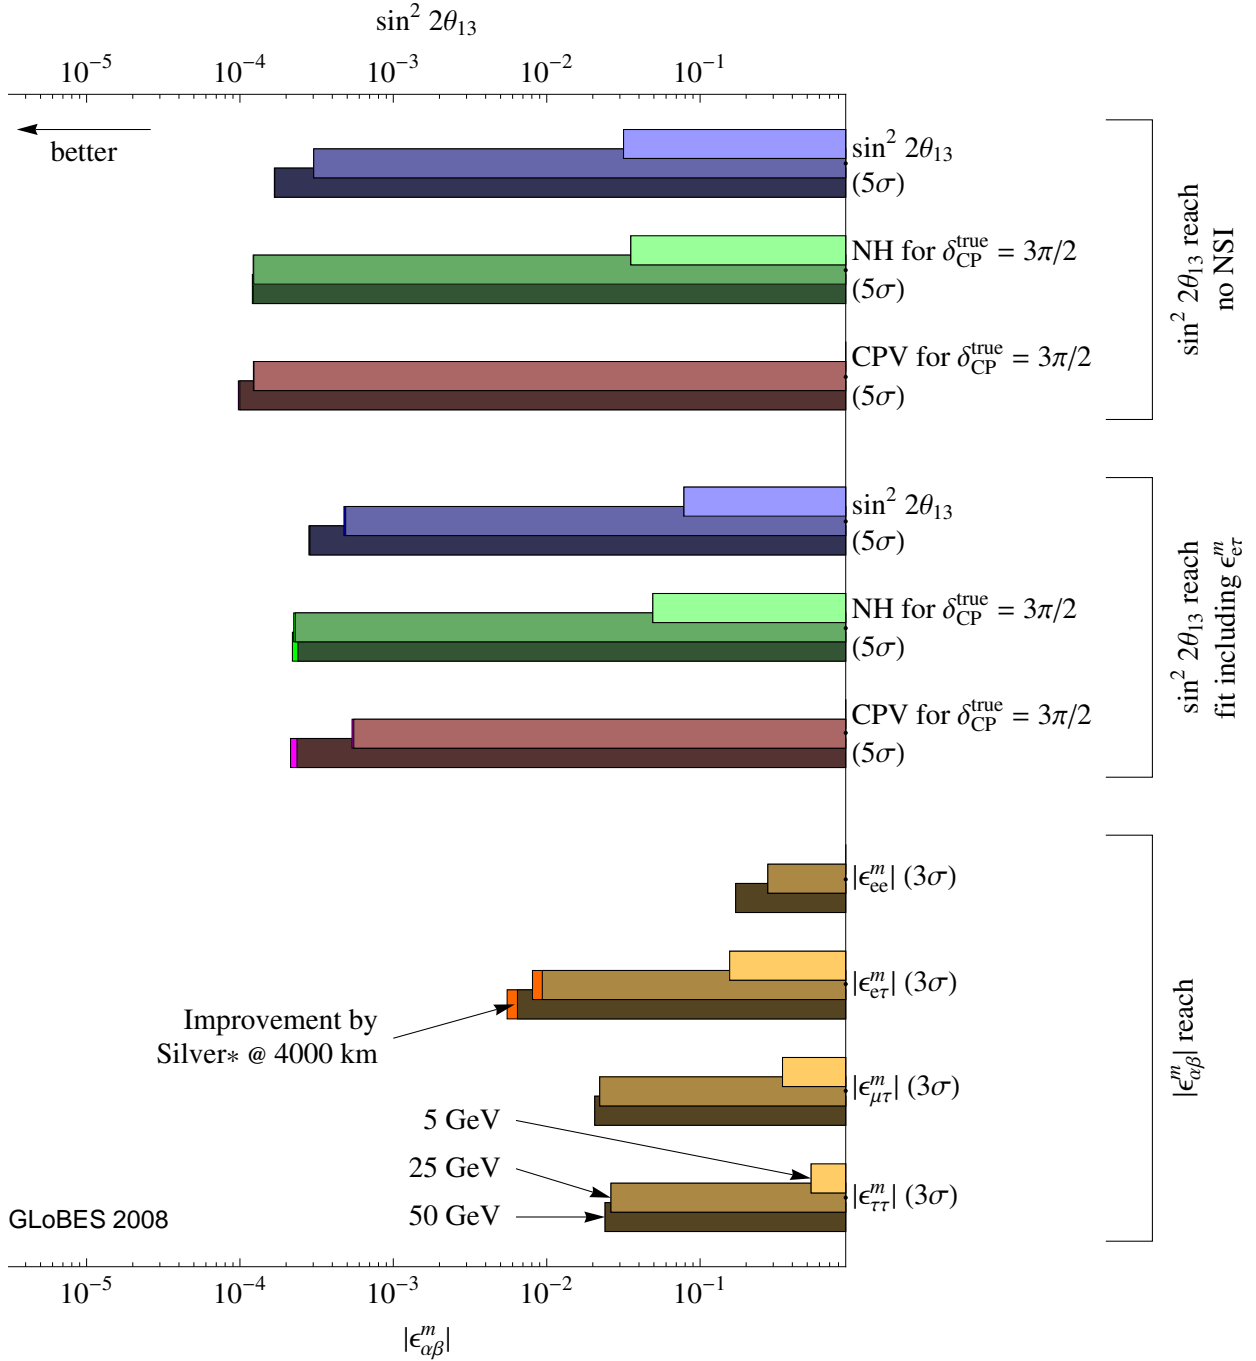 sin² 2θ₁₃
10⁻⁵ 10⁻⁴ 10⁻³ 10⁻² 10⁻¹
better
sin² 2θ₁₃
(5σ)
NH for δ_CP^true = 3π/2
(5σ)
CPV for δ_CP^true = 3π/2
(5σ)
sin² 2θ₁₃ reach
no NSI
sin² 2θ₁₃
(5σ)
NH for δ_CP^true = 3π/2
(5σ)
CPV for δ_CP^true = 3π/2
(5σ)
sin² 2θ₁₃ reach
fit including ϵ_eτ^m
|ϵ_ee^m| (3σ)
|ϵ_eτ^m| (3σ)
Improvement by
Silver* @ 4000 km
|ϵ_μτ^m| (3σ)
5 GeV
25 GeV
50 GeV
|ϵ_ττ^m| (3σ)
|ϵ_αβ^m| reach
GLoBES 2008
10⁻⁵ 10⁻⁴ 10⁻³ 10⁻² 10⁻¹
|ϵ_αβ^m|